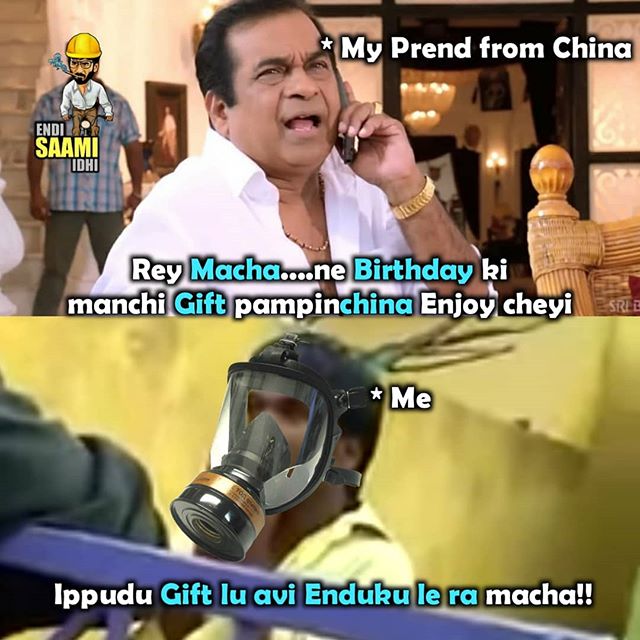 * My Prend from China
ENDI
SAAMI
IDHI
Rey Macha....ne Birthday ki
manchi Gift pampinchina Enjoy cheyi
SRI B
* Me
Ippudu Gift lu avi Enduku le ra macha!!